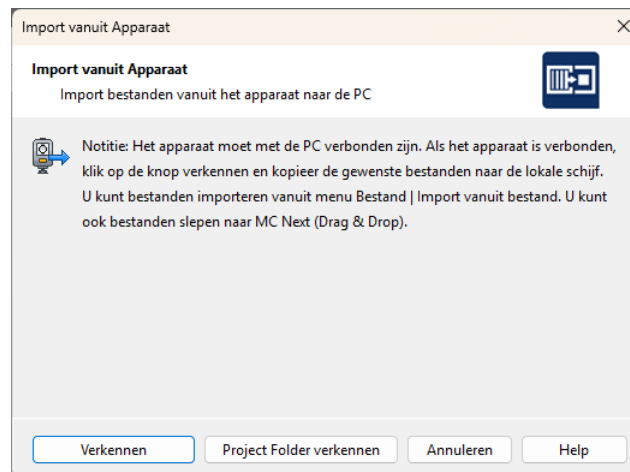 Import vanuit Apparaat
Import vanuit Apparaat
Import bestanden vanuit het apparaat naar de PC
Notitie: Het apparaat moet met de PC verbonden zijn. Als het apparaat is verbonden,
klik op de knop verkennen en kopieer de gewenste bestanden naar de lokale schijf.
U kunt bestanden importeren vanuit menu Bestand | Import vanuit bestand. U kunt
ook bestanden slepen naar MC Next (Drag & Drop).
Verkennen Project Folder verkennen Annuleren Help